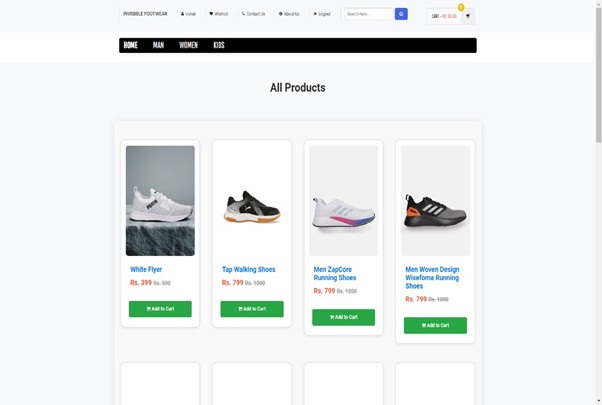 INVISIBLE FOOTWEAR
vishal
Wishlist
Contact Us
About Us
Logout
Search here...
CART - RS. 00.00
0
HOME
MAN
WOMEN
KIDS
All Products
White Flyer
Rs. 399 Rs. 500
Add to Cart
Tap Walking Shoes
Rs. 799 Rs. 1000
Add to Cart
Men ZapCore
Running Shoes
Rs. 799 Rs. 1000
Add to Cart
Men Woven Design
Wisefoma Running
Shoes
Rs. 799 Rs. 1000
Add to Cart